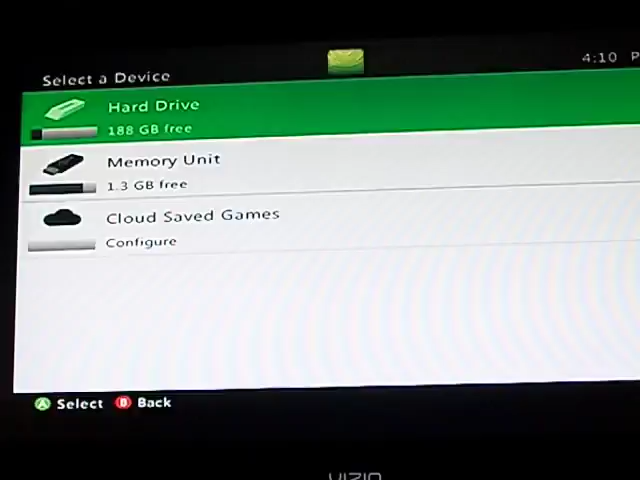 4:10 P
Select a Device
Hard Drive
188 GB free
Memory Unit
1.3 GB free
Cloud Saved Games
Configure
A Select B Back
VIZIO